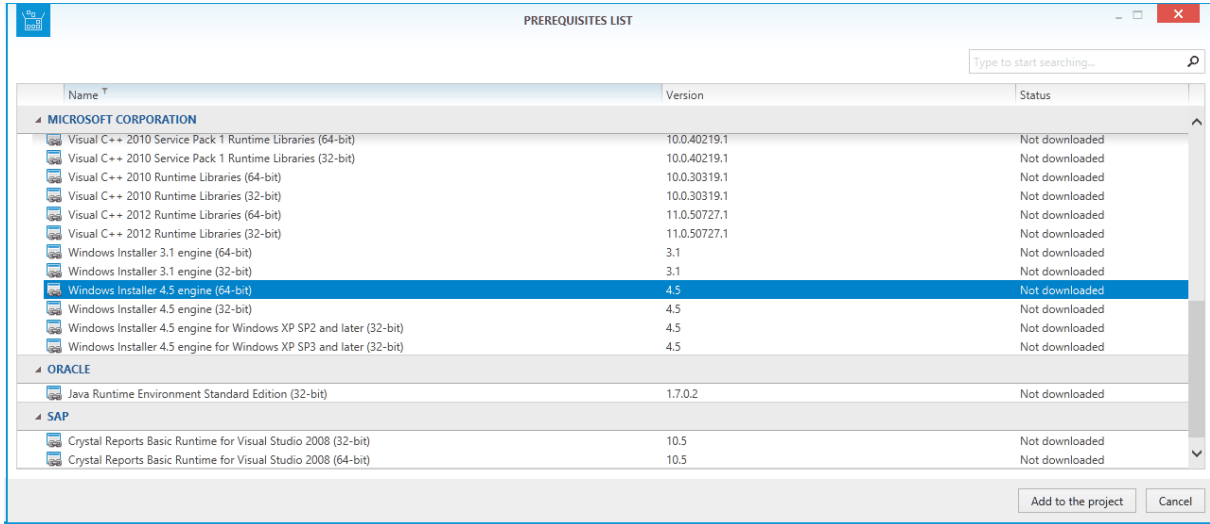 PREREQUISITES LIST
Type to start searching...
Name Version Status
MICROSOFT CORPORATION
Visual C++ 2010 Service Pack 1 Runtime Libraries (64-bit) 10.0.40219.1 Not downloaded
Visual C++ 2010 Service Pack 1 Runtime Libraries (32-bit) 10.0.40219.1 Not downloaded
Visual C++ 2010 Runtime Libraries (64-bit) 10.0.30319.1 Not downloaded
Visual C++ 2010 Runtime Libraries (32-bit) 10.0.30319.1 Not downloaded
Visual C++ 2012 Runtime Libraries (64-bit) 11.0.50727.1 Not downloaded
Visual C++ 2012 Runtime Libraries (32-bit) 11.0.50727.1 Not downloaded
Windows Installer 3.1 engine (64-bit) 3.1 Not downloaded
Windows Installer 3.1 engine (32-bit) 3.1 Not downloaded
Windows Installer 4.5 engine (64-bit) 4.5 Not downloaded
Windows Installer 4.5 engine (32-bit) 4.5 Not downloaded
Windows Installer 4.5 engine for Windows XP SP2 and later (32-bit) 4.5 Not downloaded
Windows Installer 4.5 engine for Windows XP SP3 and later (32-bit) 4.5 Not downloaded
ORACLE
Java Runtime Environment Standard Edition (32-bit) 1.7.0.2 Not downloaded
SAP
Crystal Reports Basic Runtime for Visual Studio 2008 (32-bit) 10.5 Not downloaded
Crystal Reports Basic Runtime for Visual Studio 2008 (64-bit) 10.5 Not downloaded
Add to the project Cancel